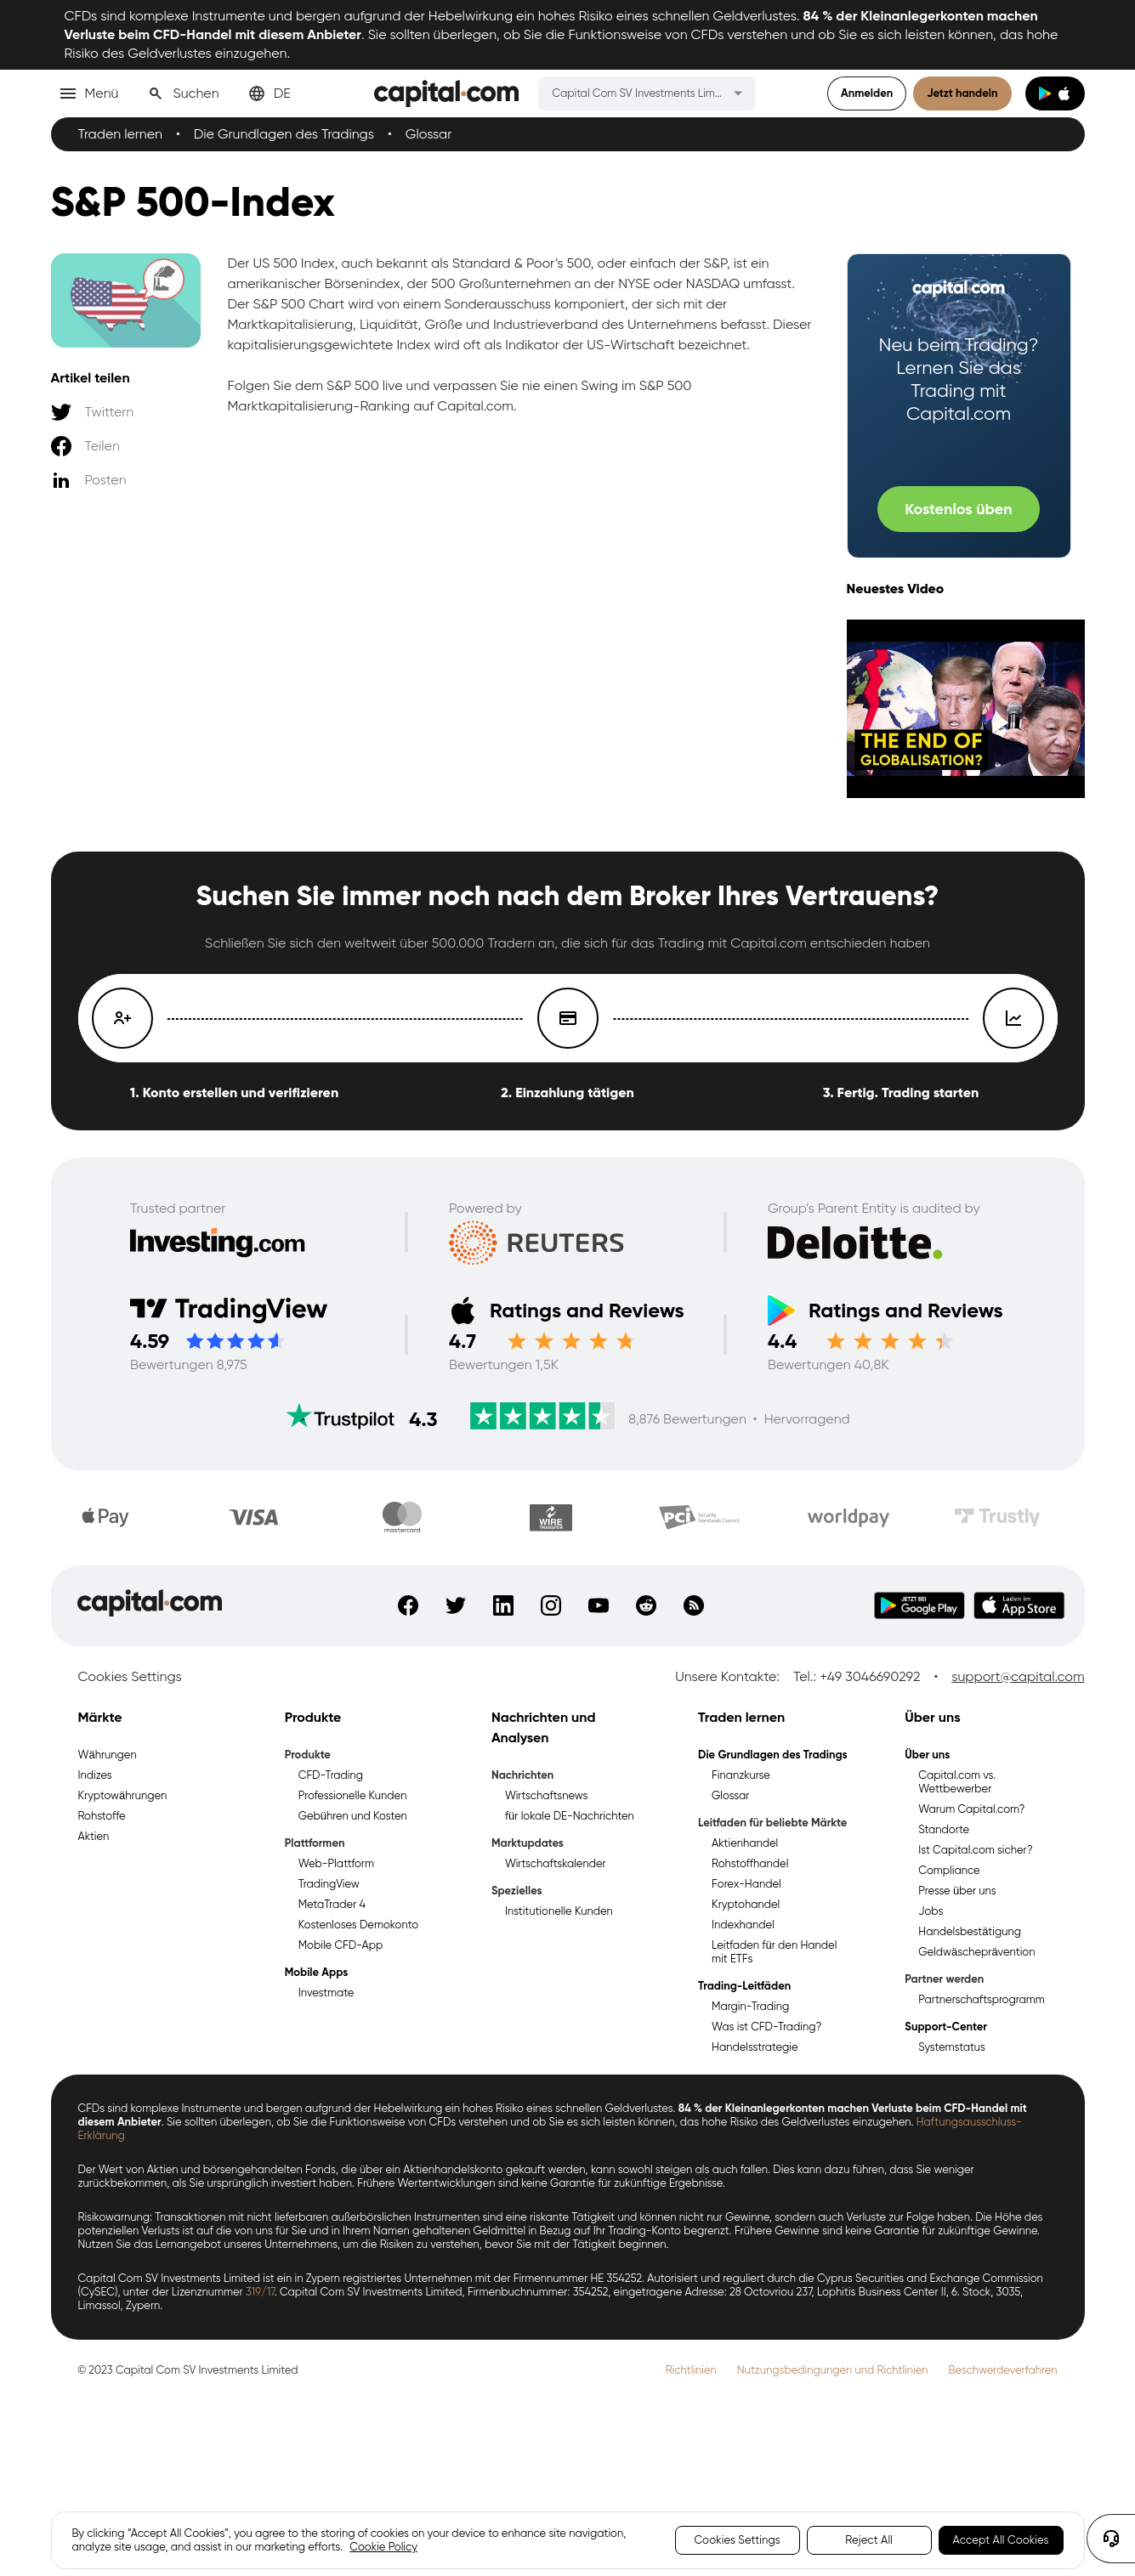 CFDs sind komplexe Instrumente und bergen aufgrund der Hebelwirkung ein hohes Risiko eines schnellen Geldverlustes. 84 % der Kleinanlegerkonten machen
Verluste beim CFD-Handel mit diesem Anbieter. Sie sollten überlegen, ob Sie die Funktionsweise von CFDs verstehen und ob Sie es sich leisten können, das hohe
Risiko des Geldverlustes einzugehen.
Menü Suchen DE capital.com Capital Com SV Investments Lim... Anmelden Jetzt handeln
Traden lernen • Die Grundlagen des Tradings • Glossar
S&P 500-Index
Der US 500 Index, auch bekannt als Standard & Poor's 500, oder einfach der S&P, ist ein
amerikanischer Börsenindex, der 500 Großunternehmen an der NYSE oder NASDAQ umfasst.
Der S&P 500 Chart wird von einem Sonderausschuss komponiert, der sich mit der
Marktkapitalisierung, Liquidität, Größe und Industrieverband des Unternehmens befasst. Dieser
kapitalisierungsgewichtete Index wird oft als Indikator der US-Wirtschaft bezeichnet.
Folgen Sie dem S&P 500 live und verpassen Sie nie einen Swing im S&P 500
Marktkapitalisierung-Ranking auf Capital.com.
Artikel teilen
Twittern
Teilen
Posten
capital.com
Neu beim Trading?
Lernen Sie das
Trading mit
Capital.com
Kostenlos üben
Neuestes Video
THE END OF
GLOBALISATION?
Suchen Sie immer noch nach dem Broker Ihres Vertrauens?
Schließen Sie sich den weltweit über 500.000 Tradern an, die sich für das Trading mit Capital.com entschieden haben
1. Konto erstellen und verifizieren 2. Einzahlung tätigen 3. Fertig. Trading starten
Trusted partner Powered by Group's Parent Entity is audited by
Investing.com REUTERS Deloitte.
TradingView Ratings and Reviews Ratings and Reviews
4.59 4.7 4.4
Bewertungen 8,975 Bewertungen 1,5K Bewertungen 40,8K
Trustpilot 4.3 8,876 Bewertungen • Hervorragend
Pay VISA mastercard WIRE TRANSFER PCI Security Standards Council worldpay Trustly
capital.com JETZT BEI Google Play Laden im App Store
Cookies Settings Unsere Kontakte: Tel.: +49 3046690292 • support@capital.com
Märkte
Währungen
Indizes
Kryptowährungen
Rohstoffe
Aktien
Produkte
Produkte
CFD-Trading
Professionelle Kunden
Gebühren und Kosten
Plattformen
Web-Plattform
TradingView
MetaTrader 4
Kostenloses Demokonto
Mobile CFD-App
Mobile Apps
Investmate
Nachrichten und
Analysen
Nachrichten
Wirtschaftsnews
für lokale DE-Nachrichten
Marktupdates
Wirtschaftskalender
Spezielles
Institutionelle Kunden
Traden lernen
Die Grundlagen des Tradings
Finanzkurse
Glossar
Leitfaden für beliebte Märkte
Aktienhandel
Rohstoffhandel
Forex-Handel
Kryptohandel
Indexhandel
Leitfaden für den Handel
mit ETFs
Trading-Leitfäden
Margin-Trading
Was ist CFD-Trading?
Handelsstrategie
Über uns
Über uns
Capital.com vs.
Wettbewerber
Warum Capital.com?
Standorte
Ist Capital.com sicher?
Compliance
Presse über uns
Jobs
Handelsbestätigung
Geldwäscheprävention
Partner werden
Partnerschaftsprogramm
Support-Center
Systemstatus
CFDs sind komplexe Instrumente und bergen aufgrund der Hebelwirkung ein hohes Risiko eines schnellen Geldverlustes. 84 % der Kleinanlegerkonten machen Verluste beim CFD-Handel mit
diesem Anbieter. Sie sollten überlegen, ob Sie die Funktionsweise von CFDs verstehen und ob Sie es sich leisten können, das hohe Risiko des Geldverlustes einzugehen. Haftungsausschluss-
Erklärung
Der Wert von Aktien und börsengehandelten Fonds, die über ein Aktienhandelskonto gekauft werden, kann sowohl steigen als auch fallen. Dies kann dazu führen, dass Sie weniger
zurückbekommen, als Sie ursprünglich investiert haben. Frühere Wertentwicklungen sind keine Garantie für zukünftige Ergebnisse.
Risikowarnung: Transaktionen mit nicht lieferbaren außerbörslichen Instrumenten sind eine riskante Tätigkeit und können nicht nur Gewinne, sondern auch Verluste zur Folge haben. Die Höhe des
potenziellen Verlusts ist auf die von uns für Sie und in Ihrem Namen gehaltenen Geldmittel in Bezug auf Ihr Trading-Konto begrenzt. Frühere Gewinne sind keine Garantie für zukünftige Gewinne.
Nutzen Sie das Lernangebot unseres Unternehmens, um die Risiken zu verstehen, bevor Sie mit der Tätigkeit beginnen.
Capital Com SV Investments Limited ist ein in Zypern registriertes Unternehmen mit der Firmennummer HE 354252. Autorisiert und reguliert durch die Cyprus Securities and Exchange Commission
(CySEC), unter der Lizenznummer 319/17. Capital Com SV Investments Limited, Firmenbuchnummer: 354252, eingetragene Adresse: 28 Octovriou 237, Lophitis Business Center II, 6. Stock, 3035,
Limassol, Zypern.
© 2023 Capital Com SV Investments Limited Richtlinien Nutzungsbedingungen und Richtlinien Beschwerdeverfahren
By clicking “Accept All Cookies”, you agree to the storing of cookies on your device to enhance site navigation,
analyze site usage, and assist in our marketing efforts. Cookie Policy
Cookies Settings Reject All Accept All Cookies